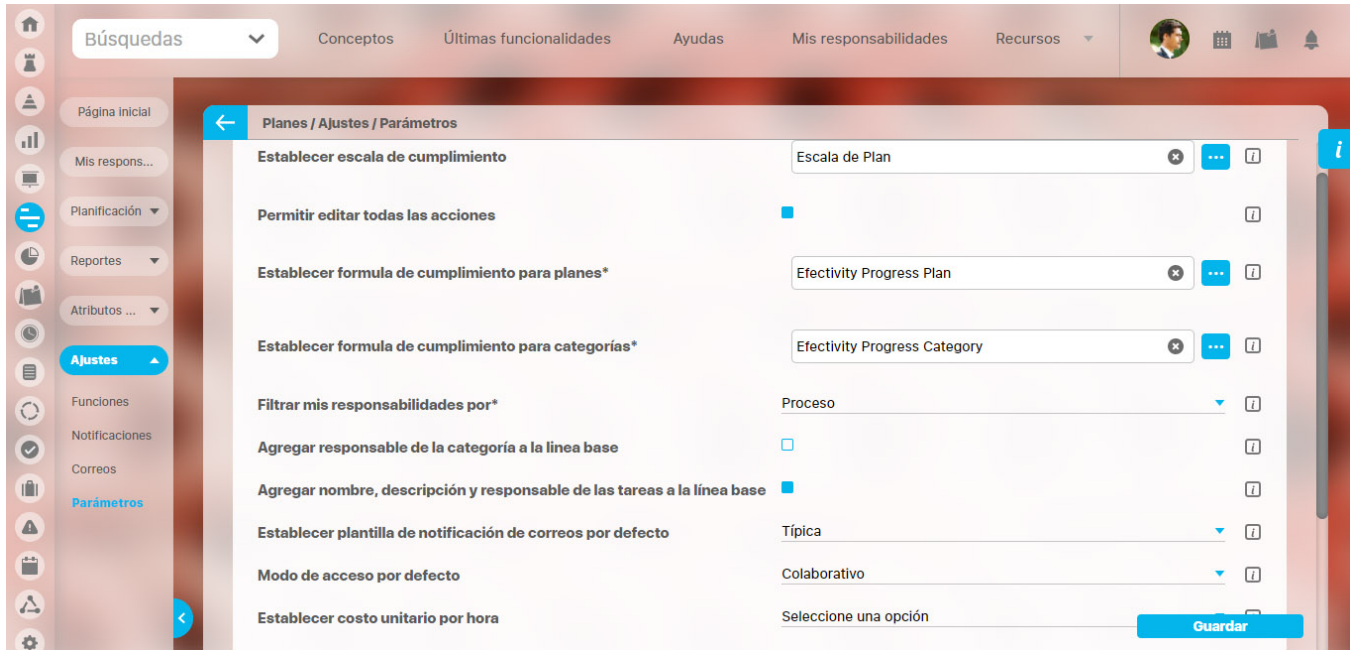 Búsquedas
Conceptos
Últimas funcionalidades
Ayudas
Mis responsabilidades
Recursos
Página inicial
Mis respons...
Planificación
Reportes
Atributos ...
Ajustes
Funciones
Notificaciones
Correos
Parámetros
Planes / Ajustes / Parámetros
Establecer escala de cumplimiento
Escala de Plan
Permitir editar todas las acciones
Establecer formula de cumplimiento para planes*
Efectivity Progress Plan
Establecer formula de cumplimiento para categorías*
Efectivity Progress Category
Filtrar mis responsabilidades por*
Proceso
Agregar responsable de la categoría a la linea base
Agregar nombre, descripción y responsable de las tareas a la línea base
Establecer plantilla de notificación de correos por defecto
Típica
Modo de acceso por defecto
Colaborativo
Establecer costo unitario por hora
Seleccione una opción
Guardar